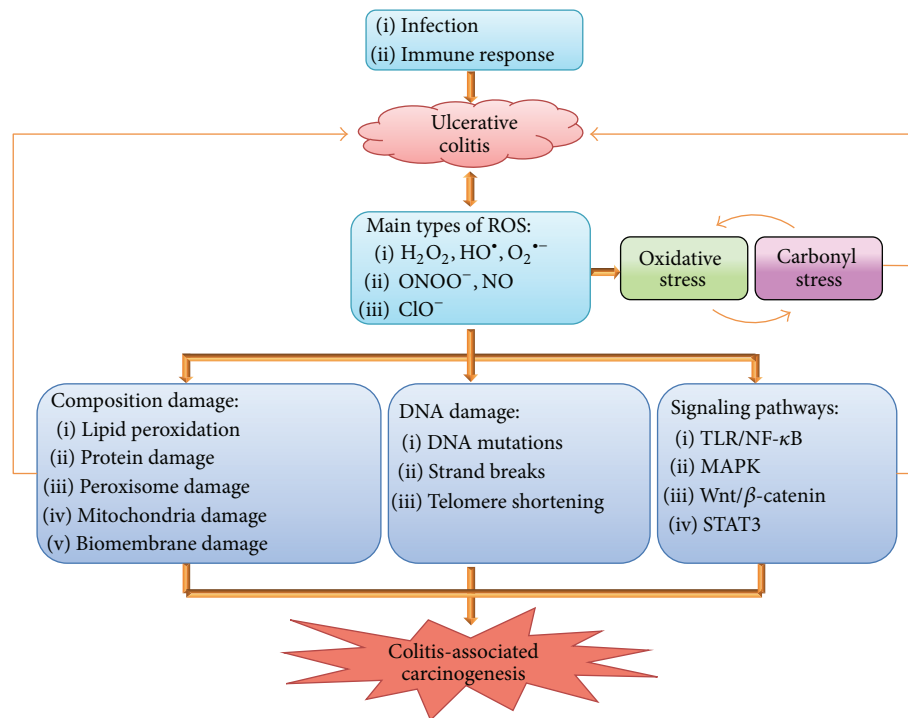 (i) Infection
(ii) Immune response
Ulcerative
colitis
Main types of ROS:
(i) H₂O₂, HO•, O₂•⁻
(ii) ONOO⁻, NO
(iii) ClO⁻
Oxidative
stress
Carbonyl
stress
Composition damage:
(i) Lipid peroxidation
(ii) Protein damage
(iii) Peroxisome damage
(iv) Mitochondria damage
(v) Biomembrane damage
DNA damage:
(i) DNA mutations
(ii) Strand breaks
(iii) Telomere shortening
Signaling pathways:
(i) TLR/NF-κB
(ii) MAPK
(iii) Wnt/β-catenin
(iv) STAT3
Colitis-associated
carcinogenesis